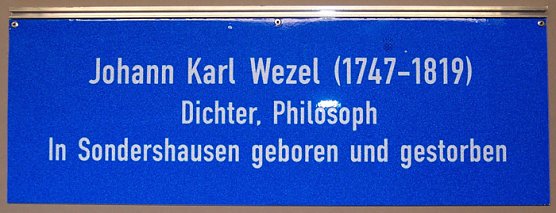 Johann Karl Wezel (1747-1819)
Dichter, Philosoph
In Sondershausen geboren und gestorben